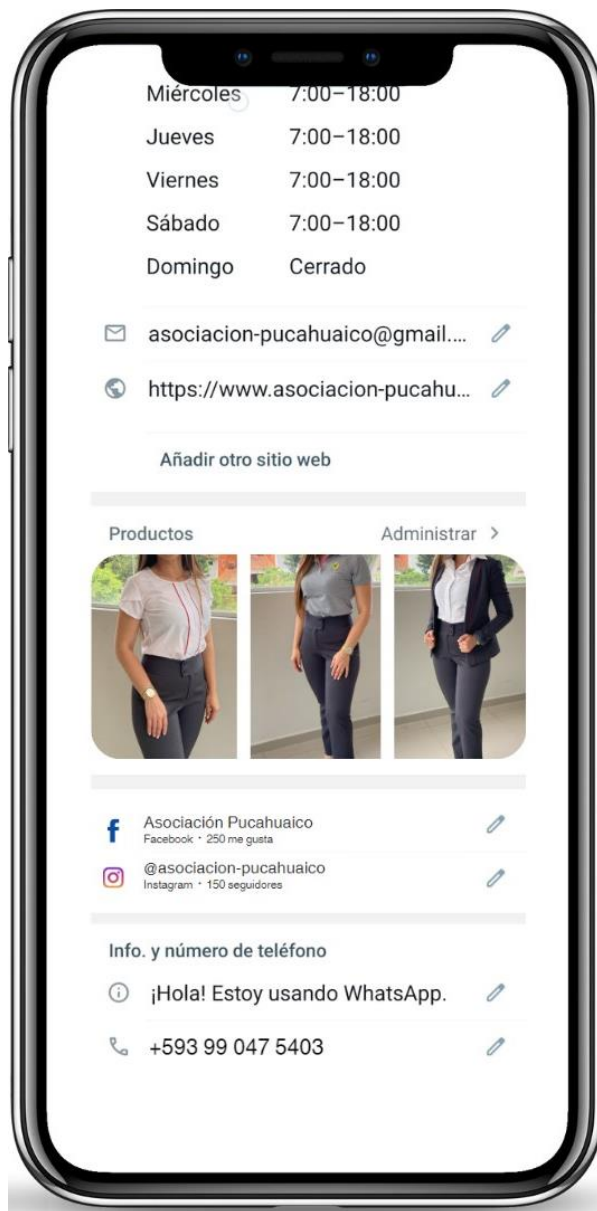 Miércoles 7:00–18:00
Jueves 7:00–18:00
Viernes 7:00–18:00
Sábado 7:00–18:00
Domingo Cerrado
asociacion-pucahuaico@gmail....
https://www.asociacion-pucahu...
Añadir otro sitio web
Productos Administrar >
Asociación Pucahuaico
Facebook · 250 me gusta
@asociacion-pucahuaico
Instagram · 150 seguidores
Info. y número de teléfono
¡Hola! Estoy usando WhatsApp.
+593 99 047 5403